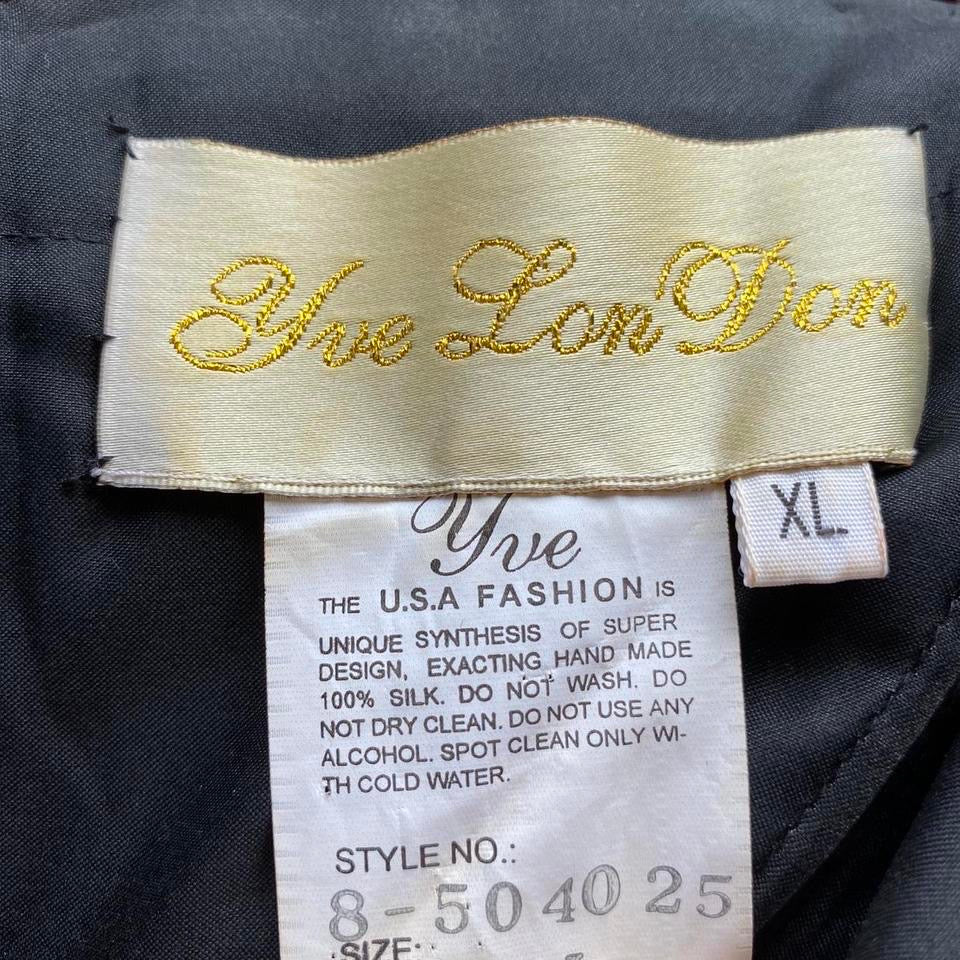 Yve LonDon
XL
Yve
THE U.S.A FASHION IS
UNIQUE SYNTHESIS OF SUPER
DESIGN, EXACTING HAND MADE
100% SILK. DO NOT WASH. DO
NOT DRY CLEAN. DO NOT USE ANY
ALCOHOL. SPOT CLEAN ONLY WI-
TH COLD WATER.
STYLE NO.:
8-504025
SIZE: